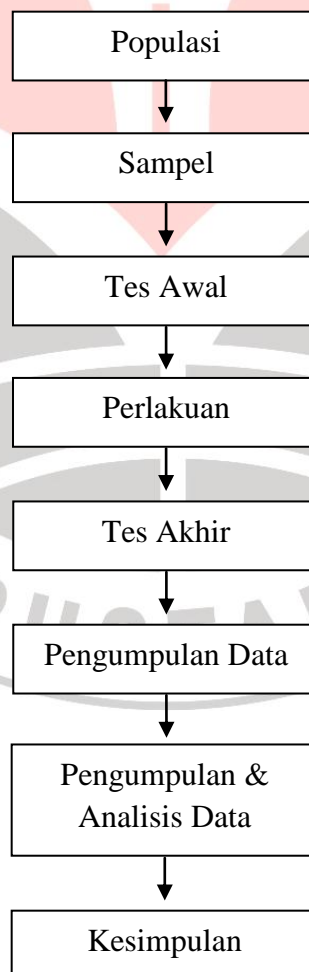 Populasi
Sampel
Tes Awal
Perlakuan
Tes Akhir
Pengumpulan Data
Pengumpulan &
Analisis Data
Kesimpulan